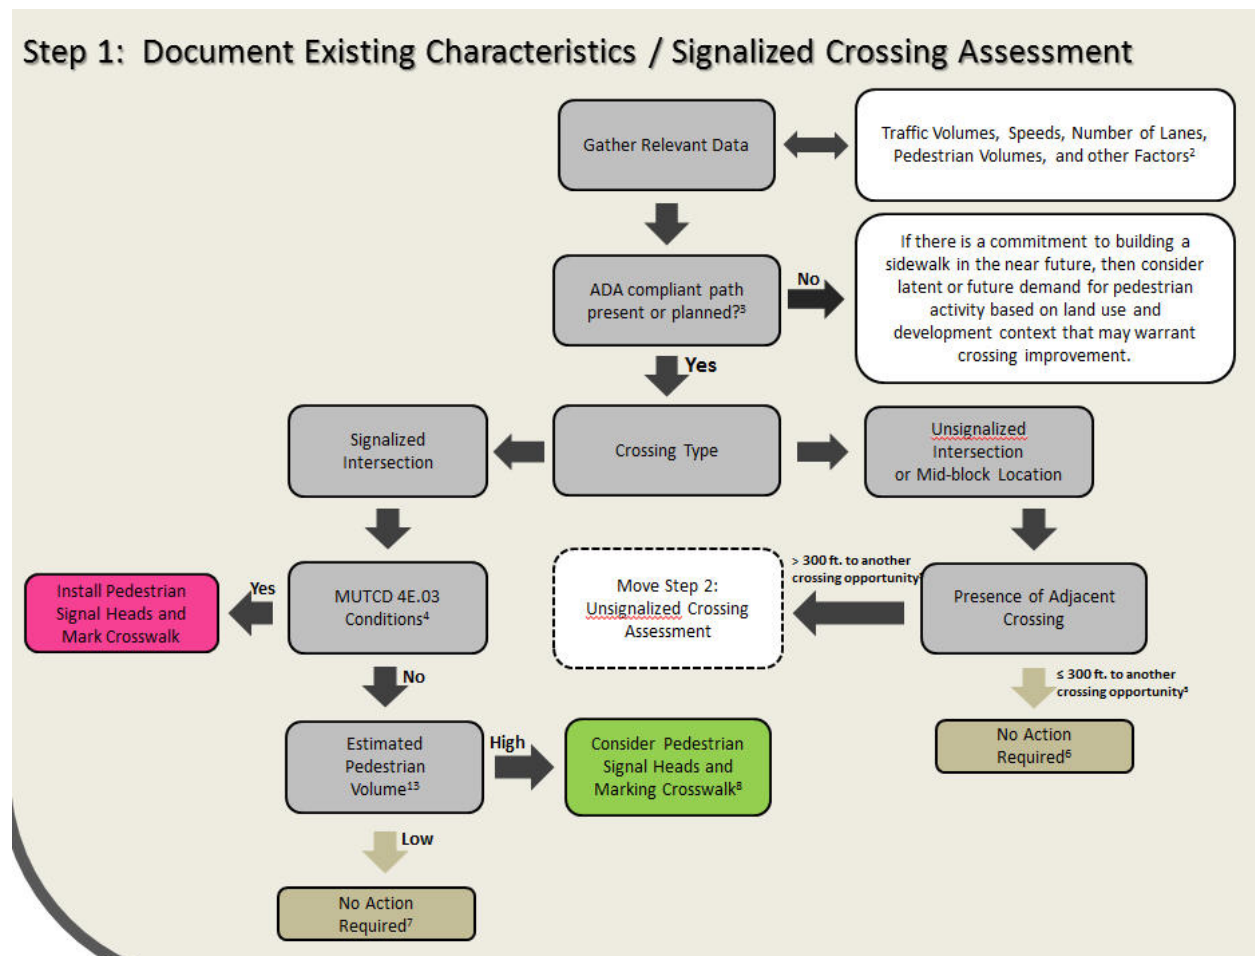 Step 1: Document Existing Characteristics / Signalized Crossing Assessment
Gather Relevant Data
Traffic Volumes, Speeds, Number of Lanes,
Pedestrian Volumes, and other Factors²
ADA compliant path
present or planned?³
No
If there is a commitment to building a
sidewalk in the near future, then consider
latent or future demand for pedestrian
activity based on land use and
development context that may warrant
crossing improvement.
Yes
Signalized
Intersection
Crossing Type
Unsignalized
Intersection
or Mid-block Location
Install Pedestrian
Signal Heads and
Mark Crosswalk
Yes
MUTCD 4E.03
Conditions⁴
Move Step 2:
Unsignalized Crossing
Assessment
> 300 ft. to another
crossing opportunity
Presence of Adjacent
Crossing
No
≤ 300 ft. to another
crossing opportunity⁵
Estimated
Pedestrian
Volume¹³
High
Consider Pedestrian
Signal Heads and
Marking Crosswalk⁸
No Action
Required⁶
Low
No Action
Required⁷